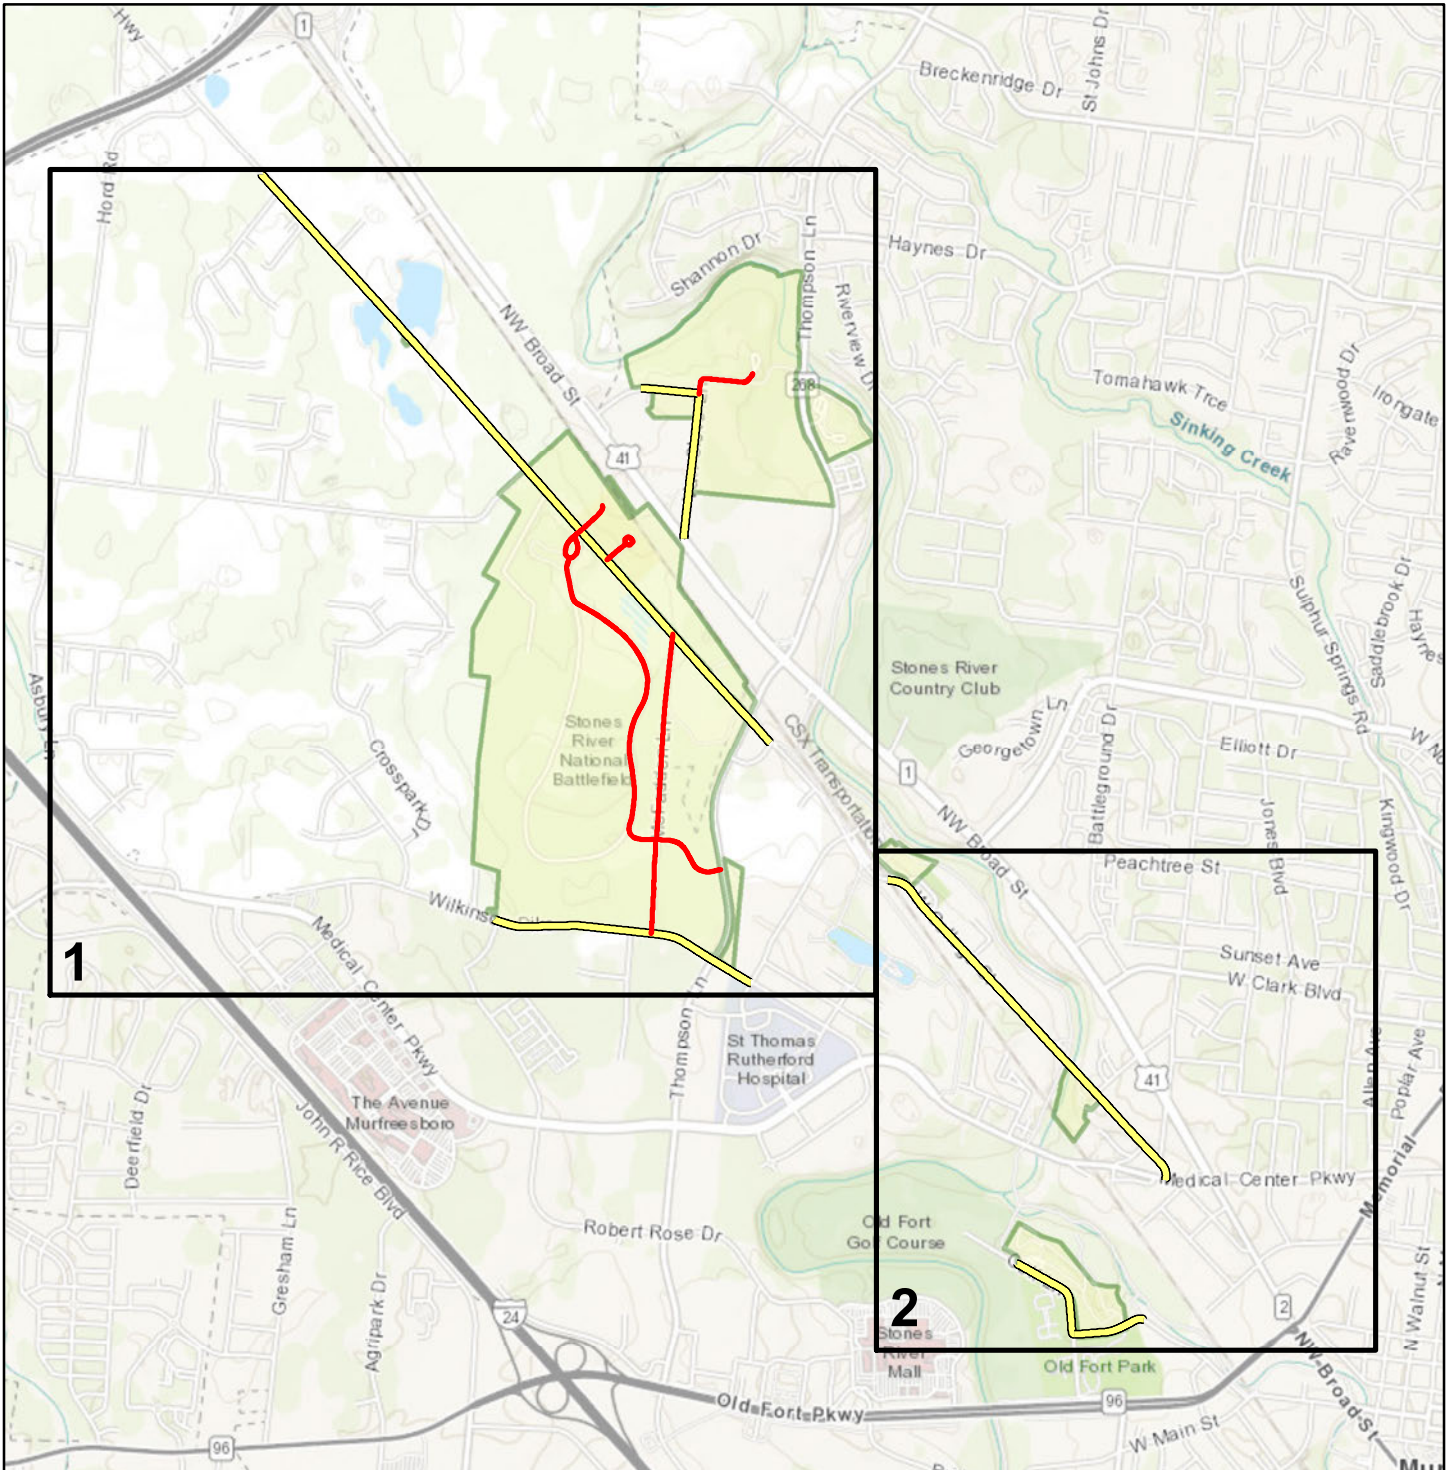 Hwy
1
Breckenridge Dr
St Johns Dr
Hord Rd
Shannon Dr
Thompson Ln
Haynes Dr
Riverview Dr
NW Broad St
268
Tomahawk Trce
Ravenwood Dr
Irongate
Sinking Creek
41
Sulphur Springs Rd
Saddlebrook Dr
Haynes
Stones River
Country Club
Asbury Ln
Georgetown Ln
Battleground Dr
Elliott Dr
W No
Stones
River
National
Battlefield
McFadden Ln
CSX Transportation
Crosspark Dr
1
NW Broad St
Jones Blvd
Kingwood Dr
Peachtree St
Wilkinson Pike
Medical Center Pkwy
1
Sunset Ave
W Clark Blvd
Thompson Ln
St Thomas
Rutherford
Hospital
41
Allen Ave
Poplar Ave
The Avenue
Murfreesboro
Deerfield Dr
John R Rice Blvd
Medical Center Pkwy
Memorial
Old Fort
Golf Course
Robert Rose Dr
Gresham Ln
Agripark Dr
24
2
Stones
River
Mall
2
N Walnut St
Old Fort Park
NW Broad St
Old Fort Pkwy
96
96
W Main St
Mur